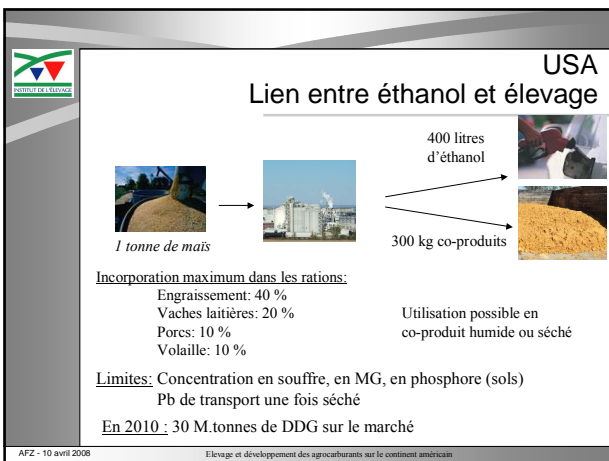 INSTITUT DE L'ÉLEVAGE
USA
Lien entre éthanol et élevage
400 litres
d'éthanol
1 tonne de maïs
300 kg co-produits
Incorporation maximum dans les rations:
Engraissement: 40 %
Vaches laitières: 20 %
Porcs: 10 %
Volaille: 10 %
Utilisation possible en
co-produit humide ou séché
Limites: Concentration en souffre, en MG, en phosphore (sols)
Pb de transport une fois séché
En 2010 : 30 M.tonnes de DDG sur le marché
AFZ - 10 avril 2008
Elevage et développement des agrocarburants sur le continent américain